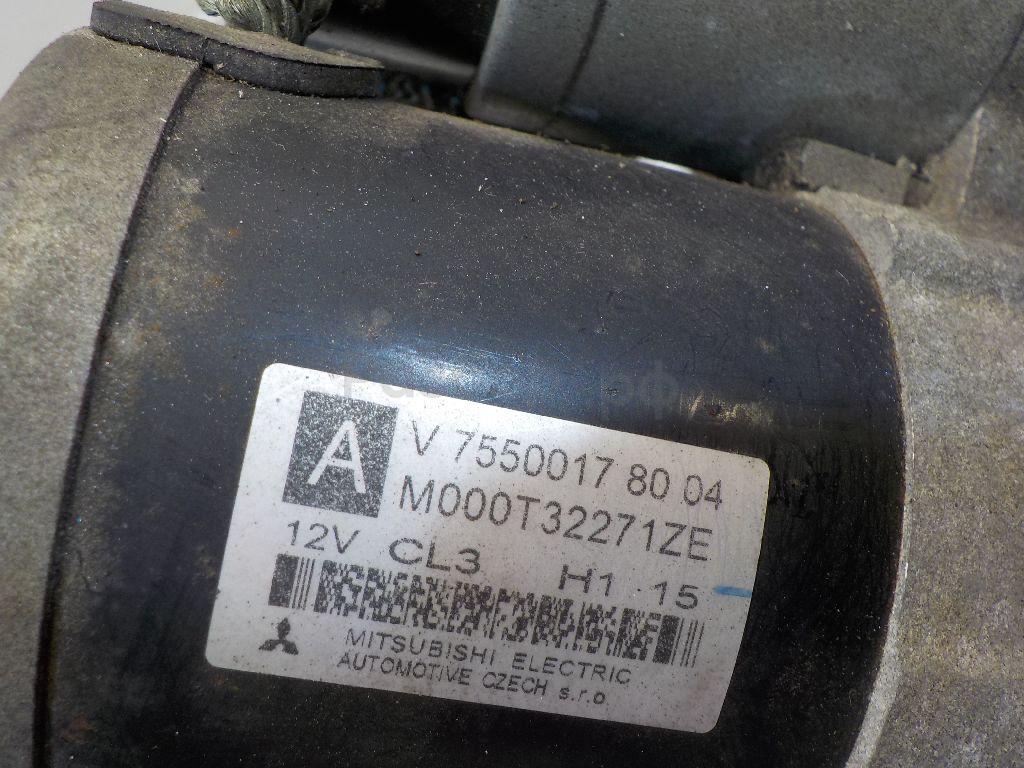 A
V 7550017 80 04
M000T32271ZE
12V CL3 H1 15
MITSUBISHI ELECTRIC
AUTOMOTIVE CZECH s.r.o